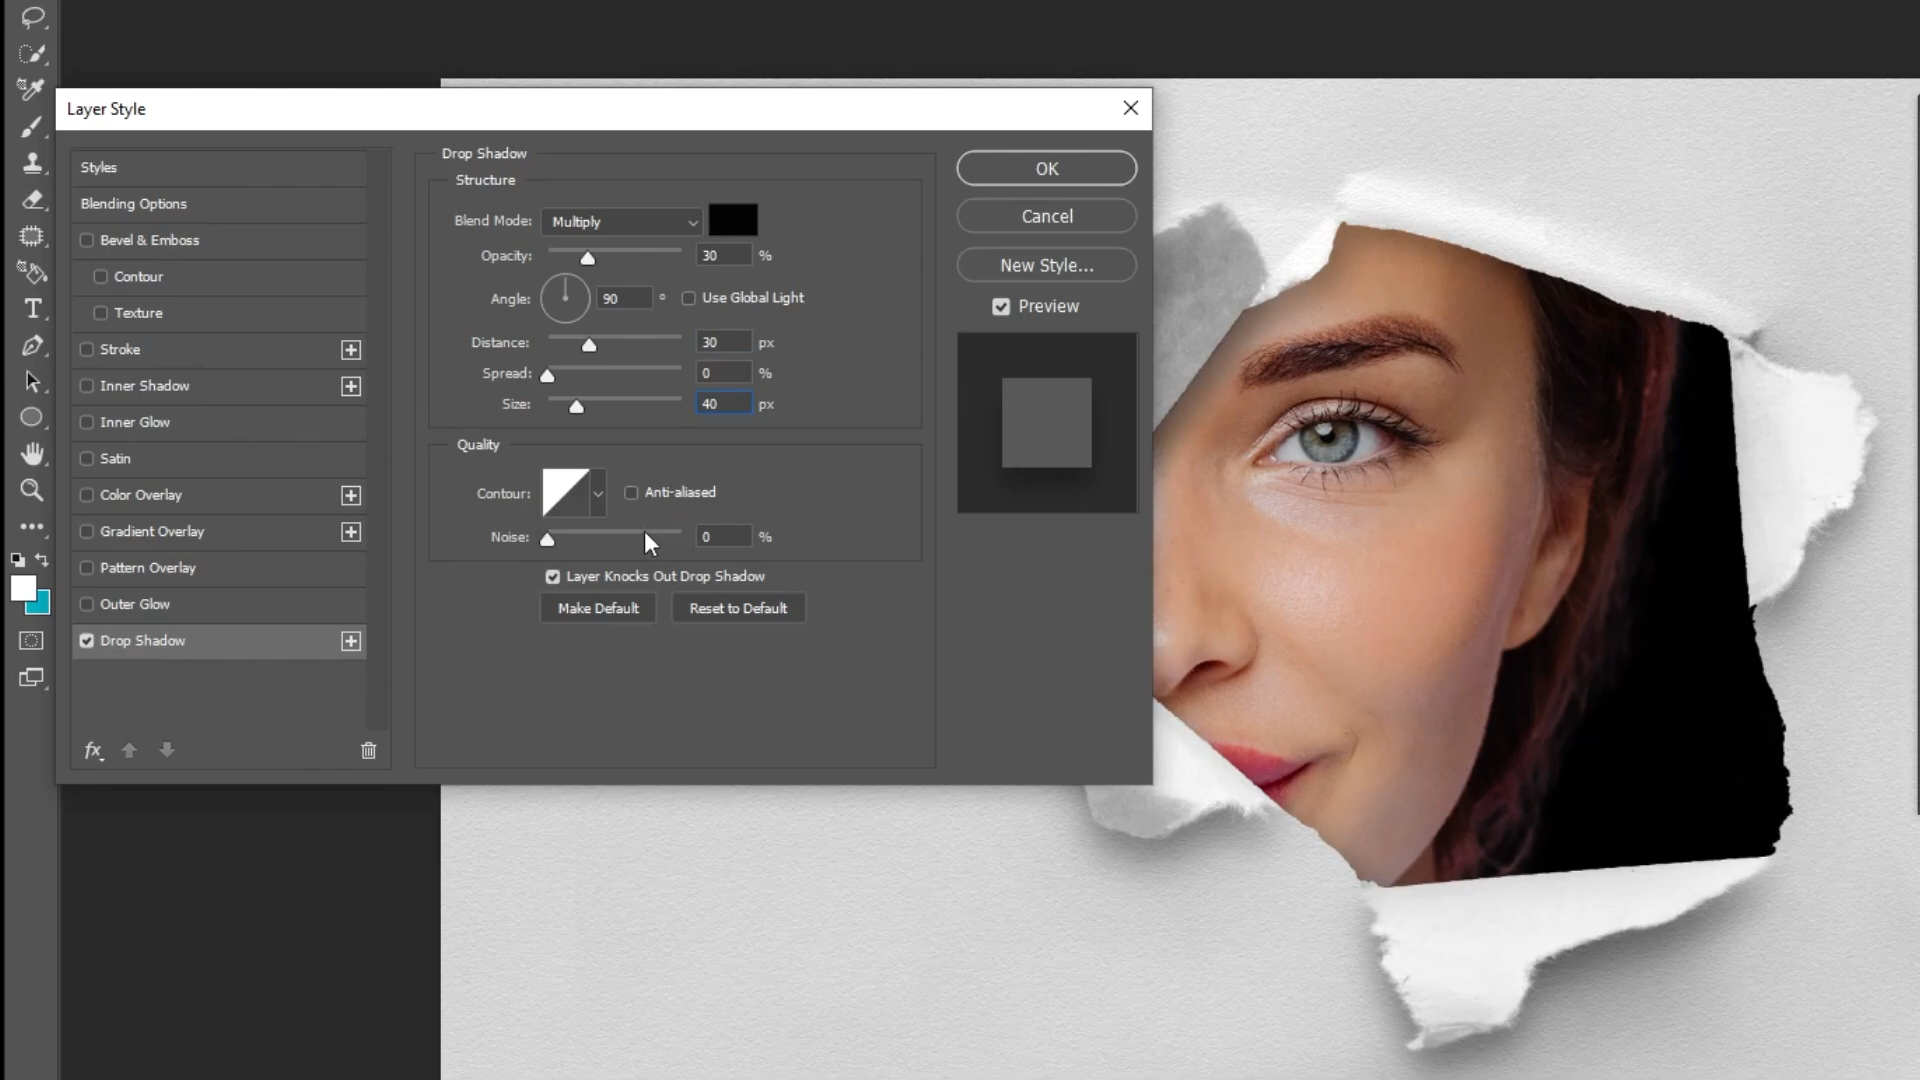 Layer Style
Styles
Blending Options
Bevel & Emboss
Contour
Texture
Stroke
Inner Shadow
Inner Glow
Satin
Color Overlay
Gradient Overlay
Pattern Overlay
Outer Glow
Drop Shadow
fx
Drop Shadow
Structure
Blend Mode: Multiply
Opacity: 30 %
Angle: 90 ° Use Global Light
Distance: 30 px
Spread: 0 %
Size: 40 px
Quality
Contour: Anti-aliased
Noise: 0 %
Layer Knocks Out Drop Shadow
Make Default Reset to Default
OK
Cancel
New Style...
Preview